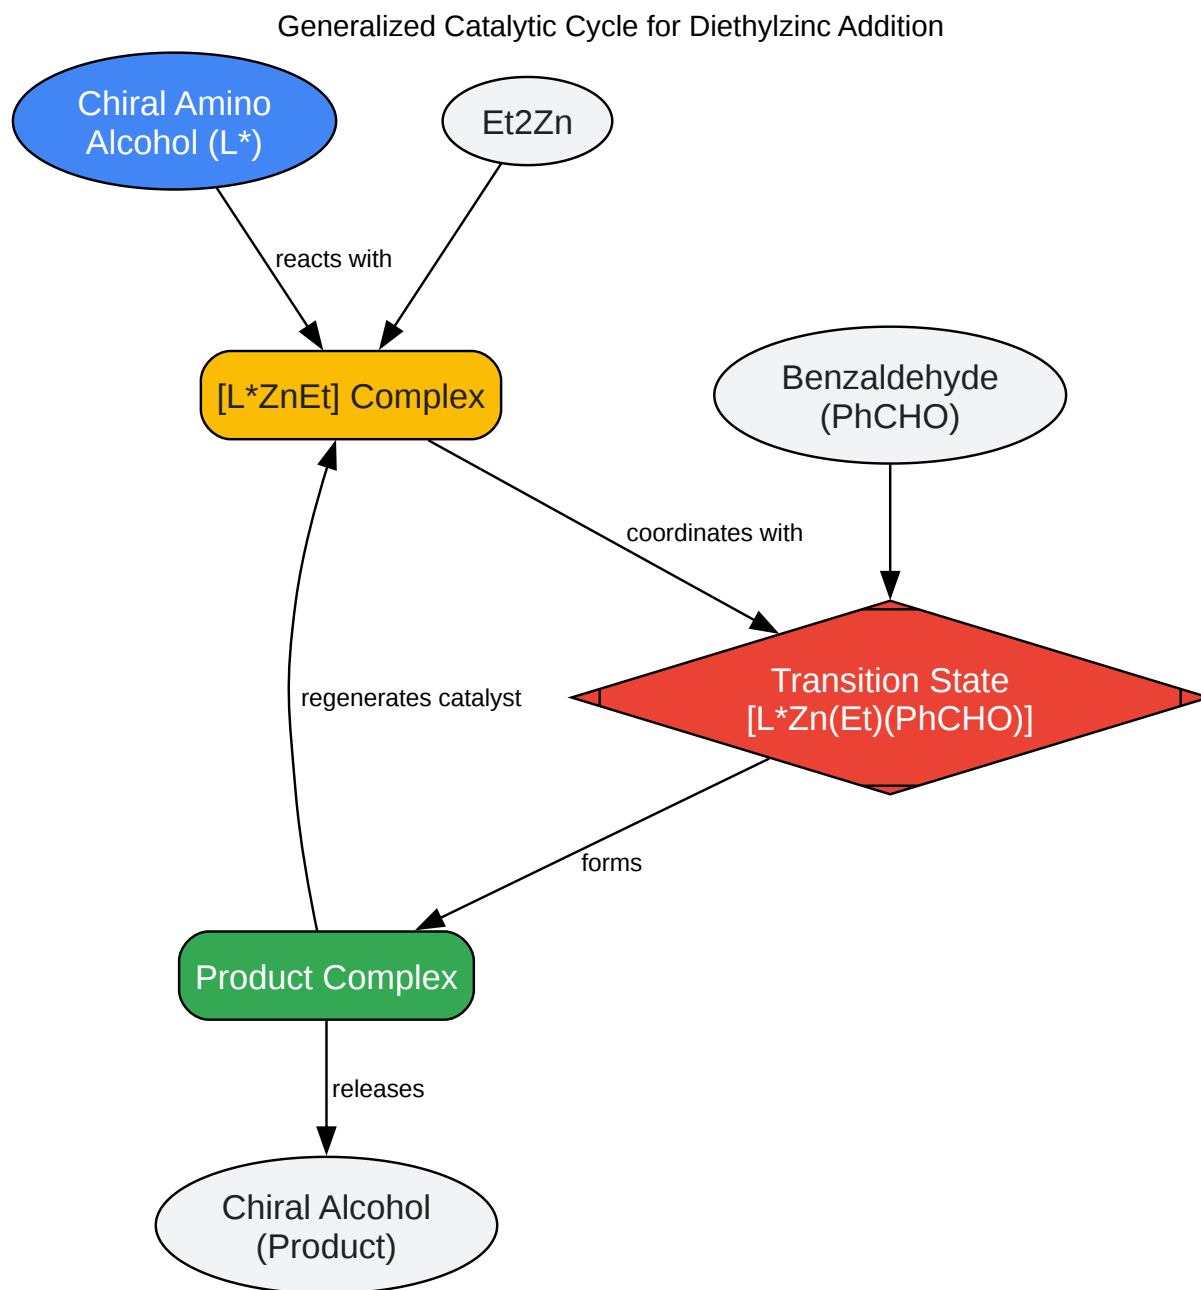 Generalized Catalytic Cycle for Diethylzinc Addition
Chiral Amino
Alcohol (L*)
Et2Zn
reacts with
[L*ZnEt] Complex
Benzaldehyde
(PhCHO)
coordinates with
Transition State
[L*Zn(Et)(PhCHO)]
regenerates catalyst
forms
Product Complex
releases
Chiral Alcohol
(Product)